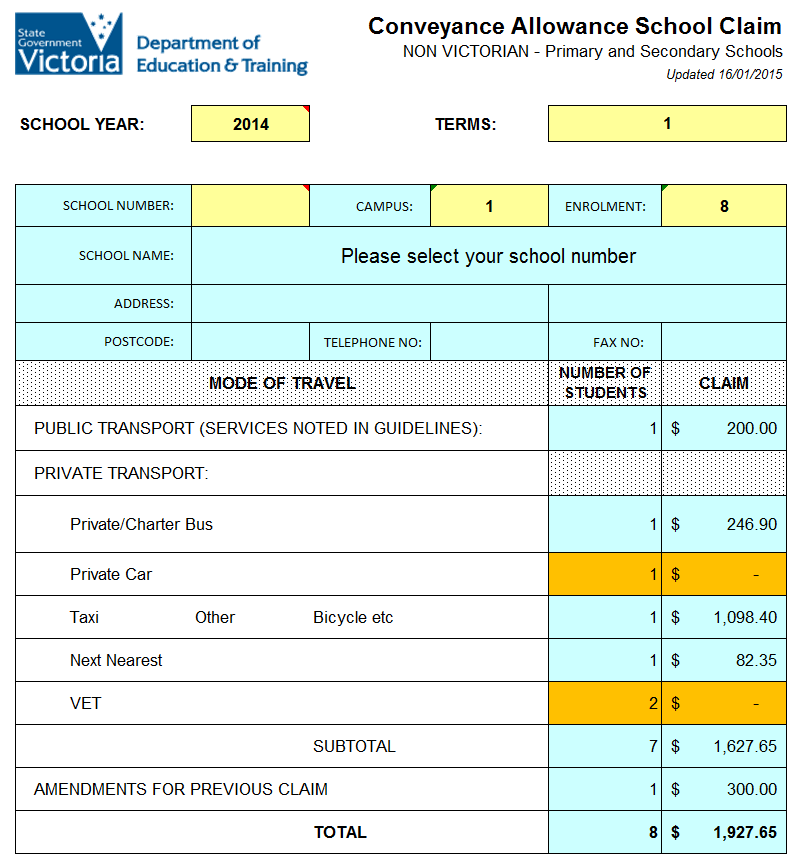 State
Government
Victoria
Department of
Education & Training
Conveyance Allowance School Claim
NON VICTORIAN - Primary and Secondary Schools
Updated 16/01/2015
SCHOOL YEAR: 2014 TERMS: 1
SCHOOL NUMBER: CAMPUS: 1 ENROLMENT: 8
SCHOOL NAME: Please select your school number
ADDRESS:
POSTCODE: TELEPHONE NO: FAX NO:
MODE OF TRAVEL NUMBER OF STUDENTS CLAIM
PUBLIC TRANSPORT (SERVICES NOTED IN GUIDELINES): 1 $ 200.00
PRIVATE TRANSPORT:
Private/Charter Bus 1 $ 246.90
Private Car 1 $ -
Taxi Other Bicycle etc 1 $ 1,098.40
Next Nearest 1 $ 82.35
VET 2 $ -
SUBTOTAL 7 $ 1,627.65
AMENDMENTS FOR PREVIOUS CLAIM 1 $ 300.00
TOTAL 8 $ 1,927.65